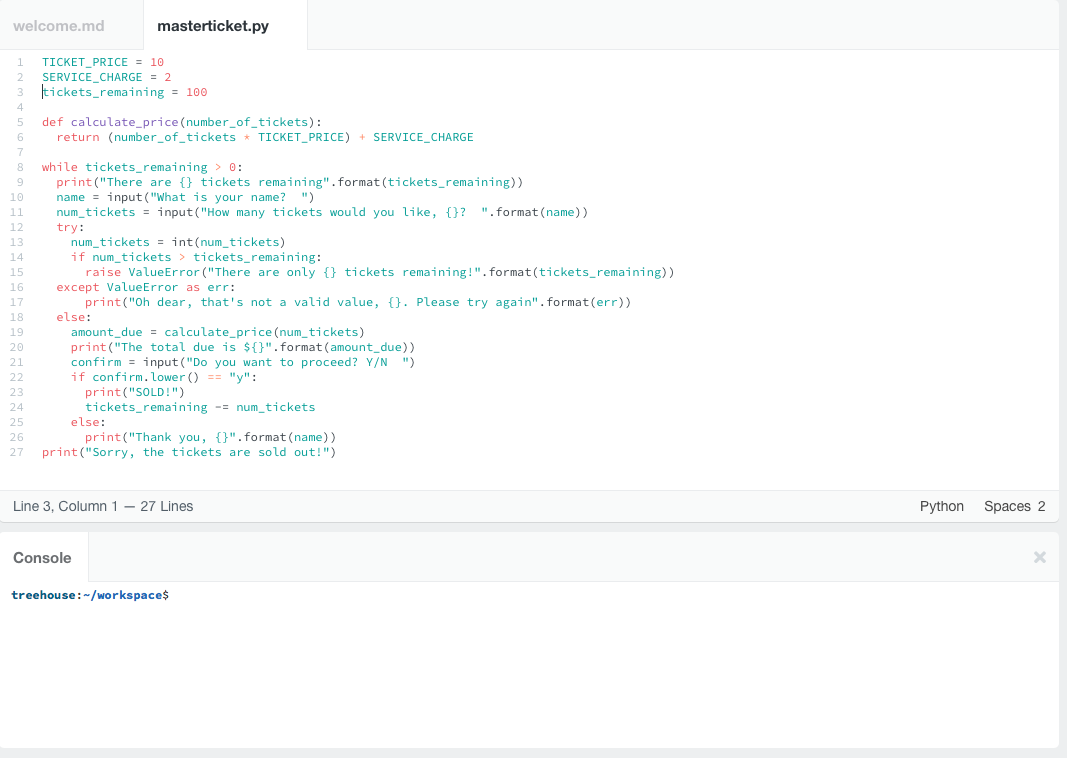 welcome.md
masterticket.py
1 TICKET_PRICE = 10
2 SERVICE_CHARGE = 2
3 tickets_remaining = 100
4
5 def calculate_price(number_of_tickets):
6   return (number_of_tickets * TICKET_PRICE) + SERVICE_CHARGE
7
8 while tickets_remaining > 0:
9   print("There are {} tickets remaining".format(tickets_remaining))
10   name = input("What is your name?  ")
11   num_tickets = input("How many tickets would you like, {}?  ".format(name))
12   try:
13     num_tickets = int(num_tickets)
14     if num_tickets > tickets_remaining:
15       raise ValueError("There are only {} tickets remaining!".format(tickets_remaining))
16   except ValueError as err:
17       print("Oh dear, that's not a valid value, {}. Please try again".format(err))
18   else:
19     amount_due = calculate_price(num_tickets)
20     print("The total due is ${}".format(amount_due))
21     confirm = input("Do you want to proceed? Y/N  ")
22     if confirm.lower() == "y":
23       print("SOLD!")
24       tickets_remaining -= num_tickets
25     else:
26       print("Thank you, {}".format(name))
27 print("Sorry, the tickets are sold out!")
Line 3, Column 1 — 27 Lines
Python
Spaces 2
Console
×
treehouse:~/workspace$